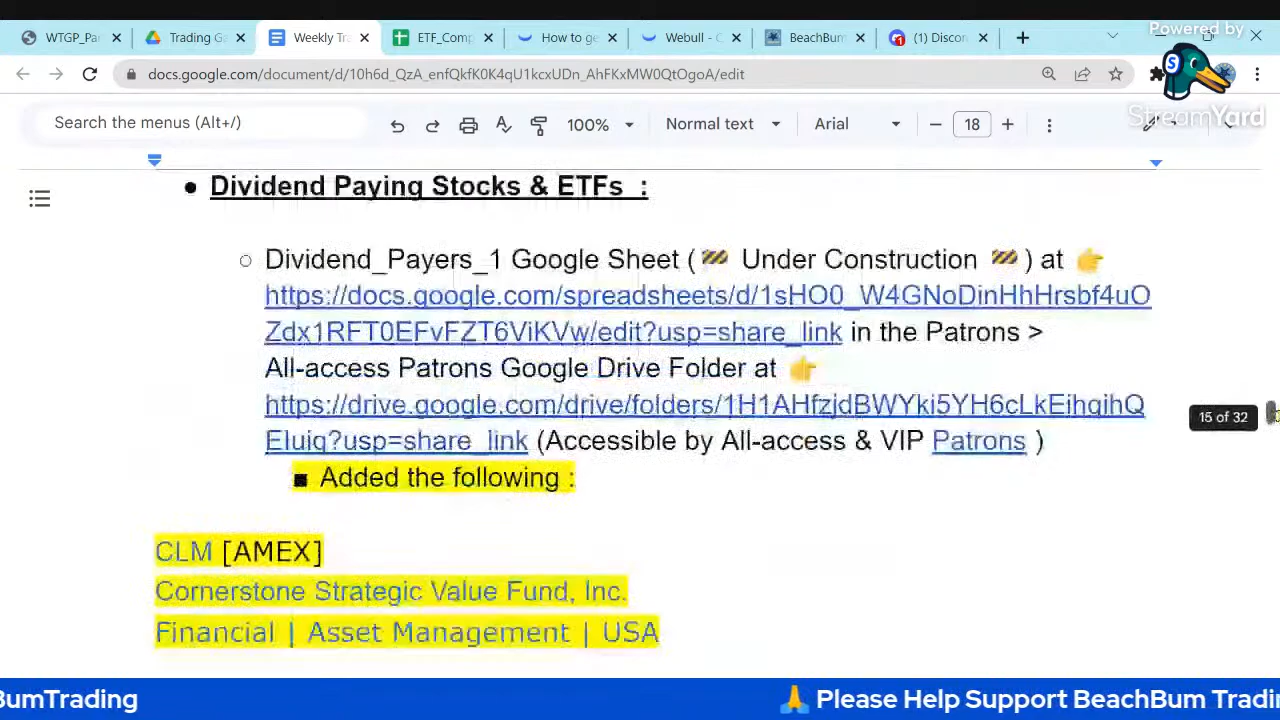 Powered by
WTGP_Pa
Trading G
Weekly Tr
ETF_Com
How to ge
Webull - C
BeachBum
(1) Discor
docs.google.com/document/d/10h6d_QzA_enfQkRmK4qU1kcxUDn_AhFKxMW0QtOgoA/edit
StreamYard
Search the menus (Alt+/)
100%
Normal text
Arial
18
● Dividend Paying Stocks & ETFs :
○ Dividend_Payers_1 Google Sheet (🚧 Under Construction 🚧) at 👉
https://docs.google.com/spreadsheets/d/1sHO0_W4GNoDinHhHrsbf4uO
Zdx1RFT0EFvFZT6ViKVw/edit?usp=share_link in the Patrons >
All-access Patrons Google Drive Folder at 👉
https://drive.google.com/drive/folders/1H1AHfzjdBWYki5YH6cLkEihqihQ
EIuiq?usp=share_link (Accessible by All-access & VIP Patrons )
■ Added the following :
15 of 32
CLM [AMEX]
Cornerstone Strategic Value Fund, Inc.
Financial | Asset Management | USA
BumTrading
🙏 Please Help Support BeachBum Tradin